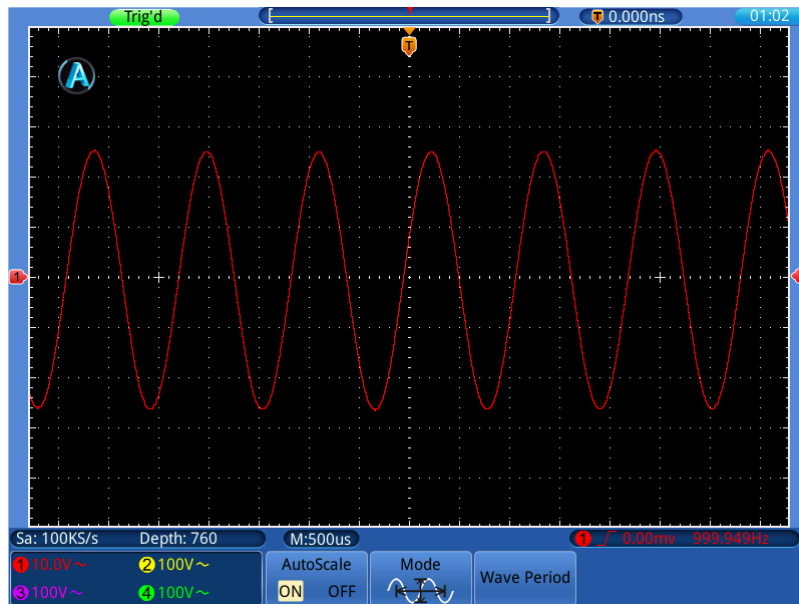 Trig'd T 0.000ns 01:02
T
A
1
Sa: 100KS/s Depth: 760 M:500us 1 0.00mv 999.949Hz
1 10.0V~ 2 100V~ AutoScale Mode Wave Period
3 100V~ 4 100V~ ON OFF